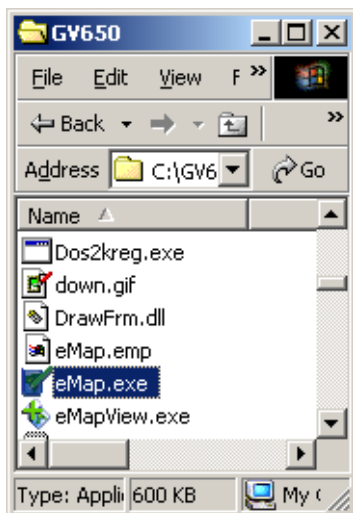 GV650
File Edit View F »
Back »
Address C:\GV6 Go
Name
Dos2kreg.exe
down.gif
DrawFrm.dll
eMap.emp
eMap.exe
eMapView.exe
Type: Appli 600 KB My C